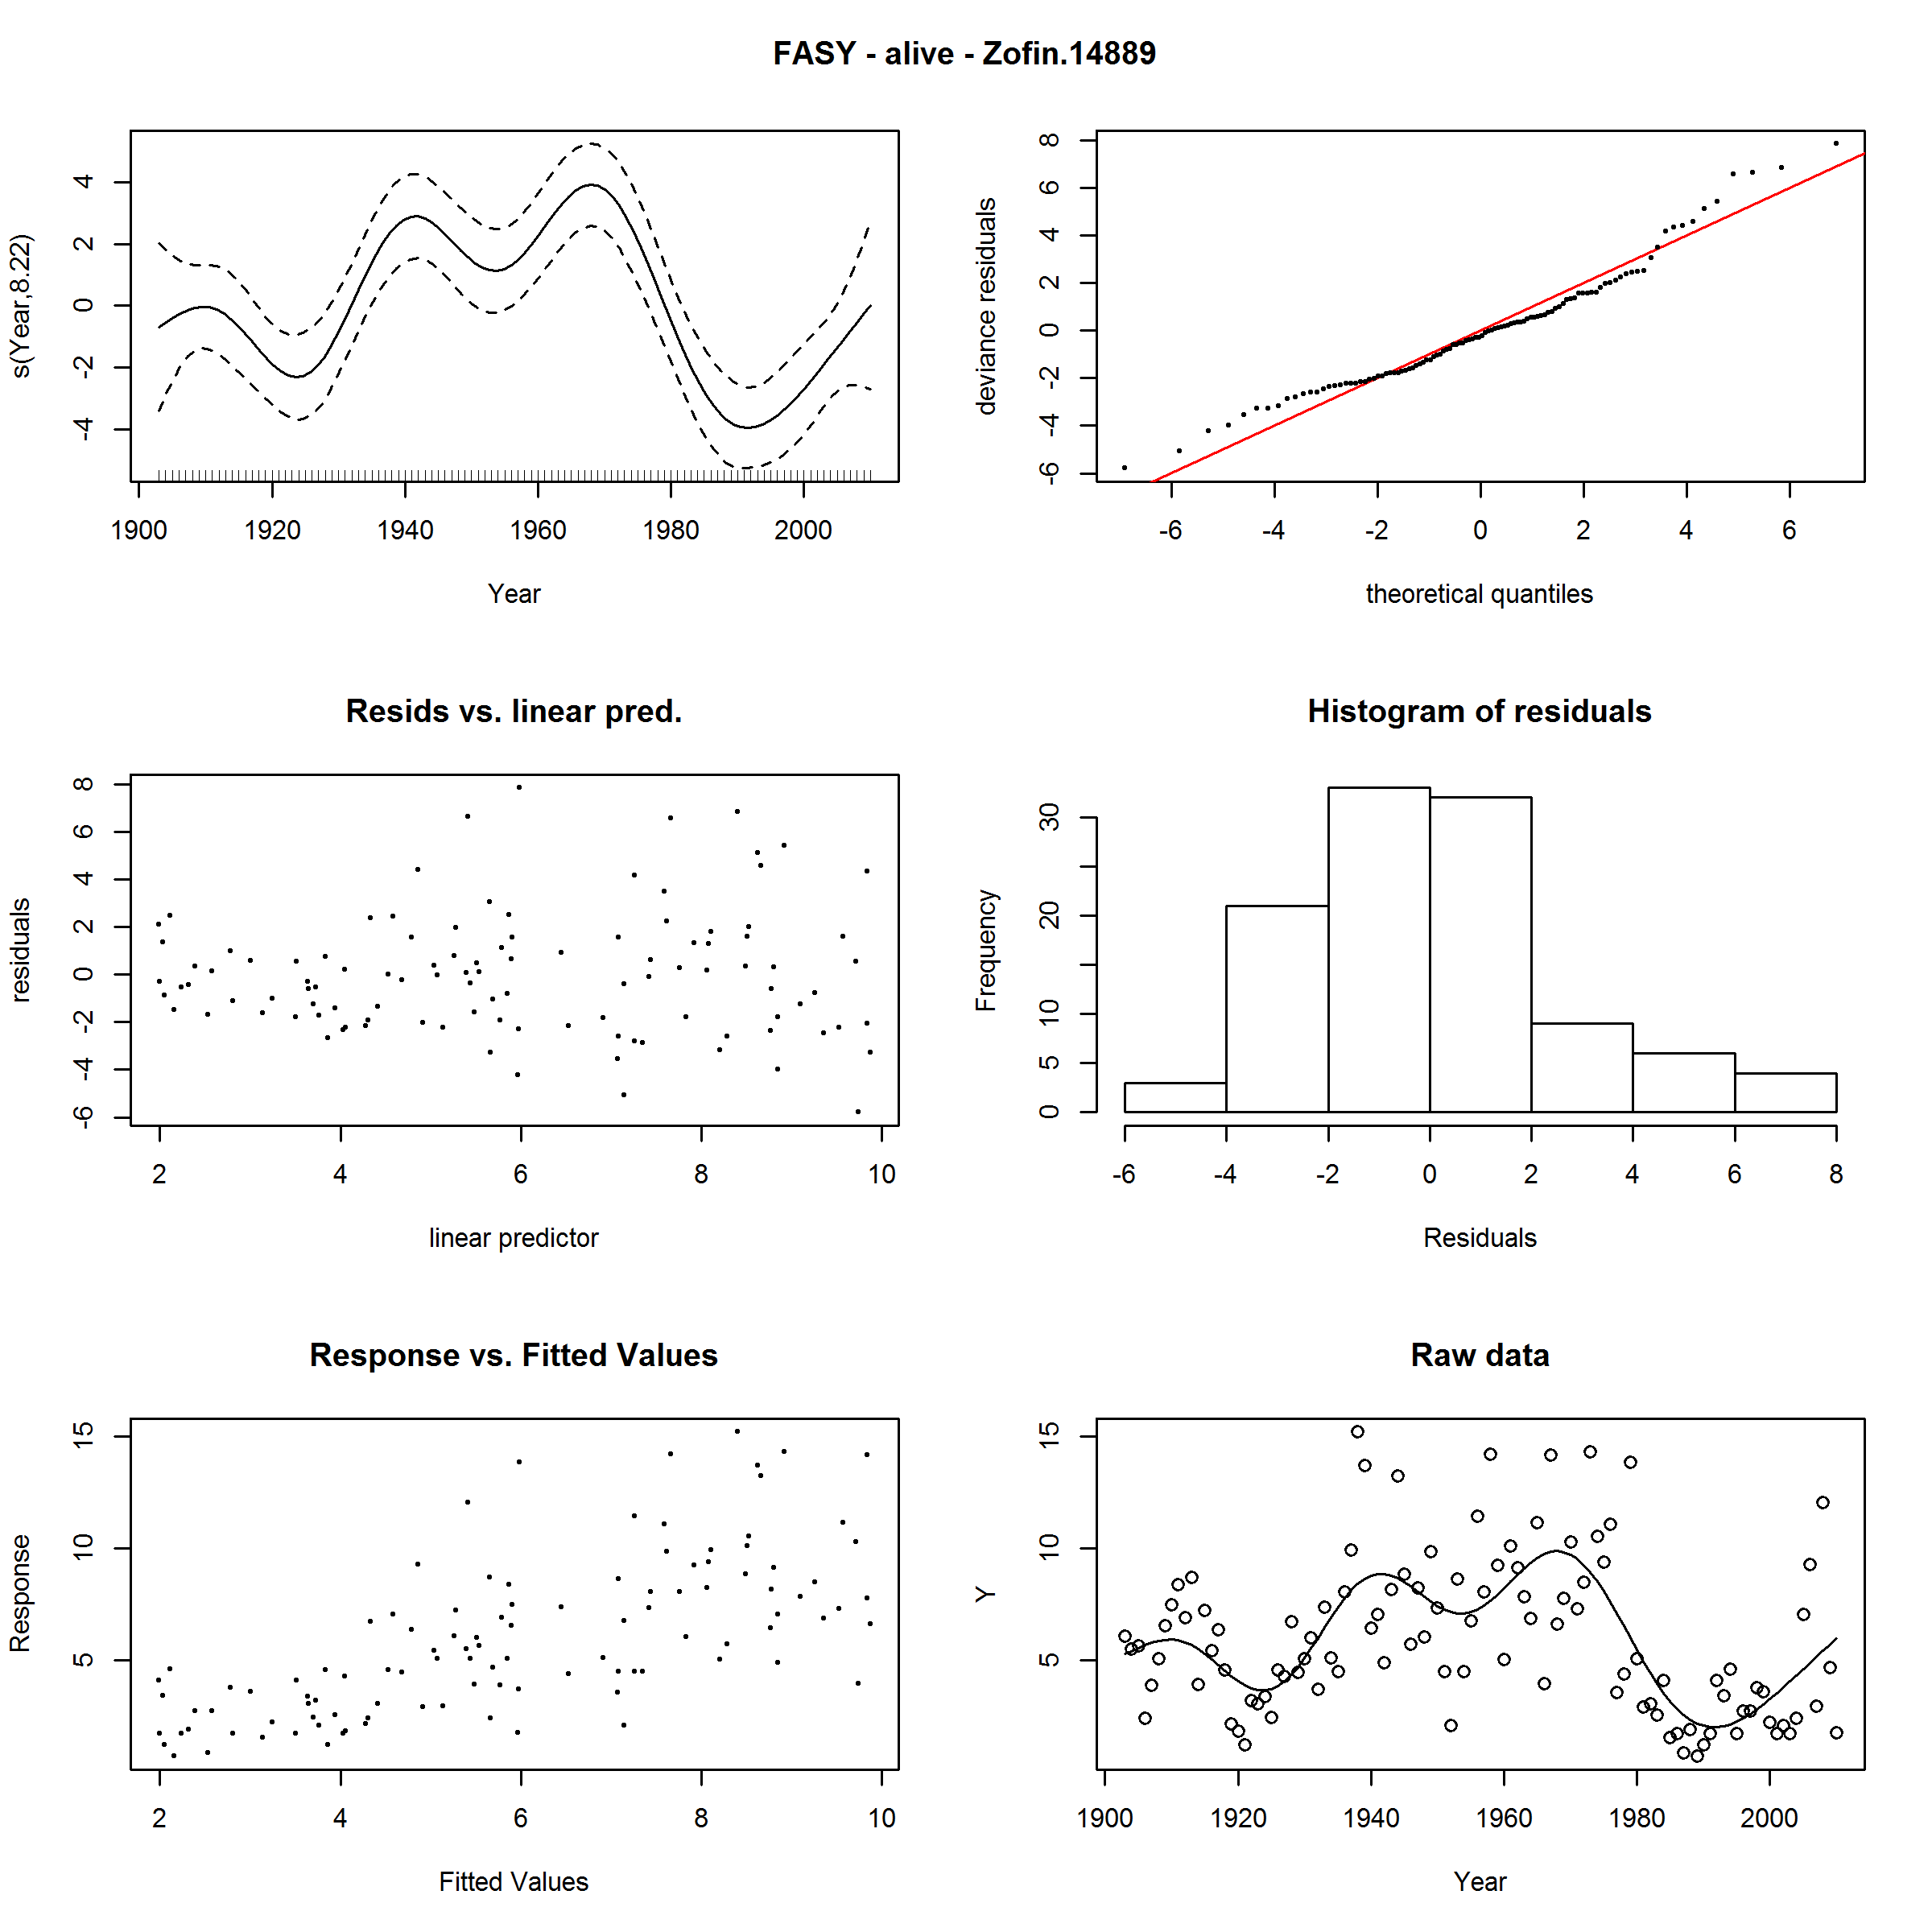 FASY - alive - Zofin.14889
s(Year,8.22)
4
2
0
-2
-4
1900 1920 1940 1960 1980 2000
Year
deviance residuals
8
6
4
2
0
-2
-4
-6
-6 -4 -2 0 2 4 6
theoretical quantiles
Resids vs. linear pred.
residuals
8
6
4
2
0
-2
-4
-6
2 4 6 8 10
linear predictor
Histogram of residuals
Frequency
30
20
10
5
0
-6 -4 -2 0 2 4 6 8
Residuals
Response vs. Fitted Values
Response
15
10
5
2 4 6 8 10
Fitted Values
Raw data
Y
15
10
5
1900 1920 1940 1960 1980 2000
Year